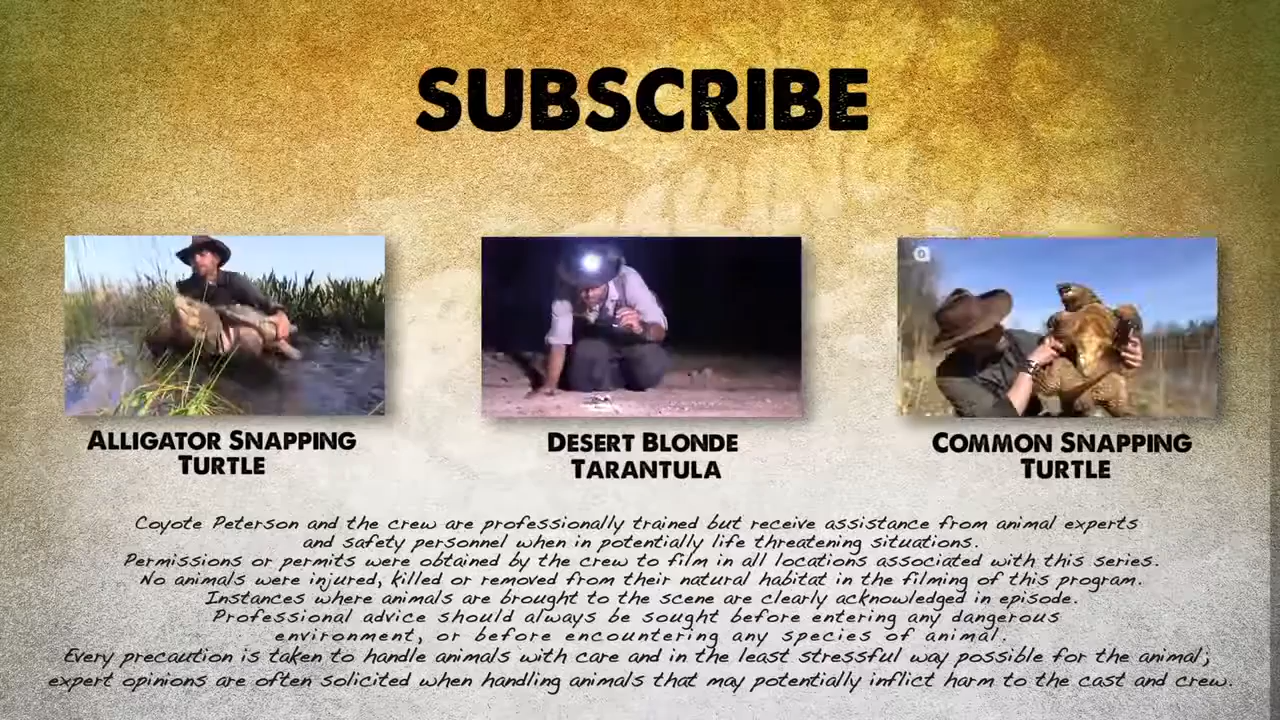 SUBSCRIBE
ALLIGATOR SNAPPING
TURTLE
DESERT BLONDE
TARANTULA
COMMON SNAPPING
TURTLE
Coyote Peterson and the crew are professionally trained but receive assistance from animal experts
and safety personnel when in potentially life threatening situations.
Permissions or permits were obtained by the crew to film in all locations associated with this series.
No animals were injured, killed or removed from their natural habitat in the filming of this program.
Instances where animals are brought to the scene are clearly acknowledged in episode.
Professional advice should always be sought before entering any dangerous
environment, or before encountering any species of animal.
Every precaution is taken to handle animals with care and in the least stressful way possible for the animal;
expert opinions are often solicited when handling animals that may potentially inflict harm to the cast and crew.